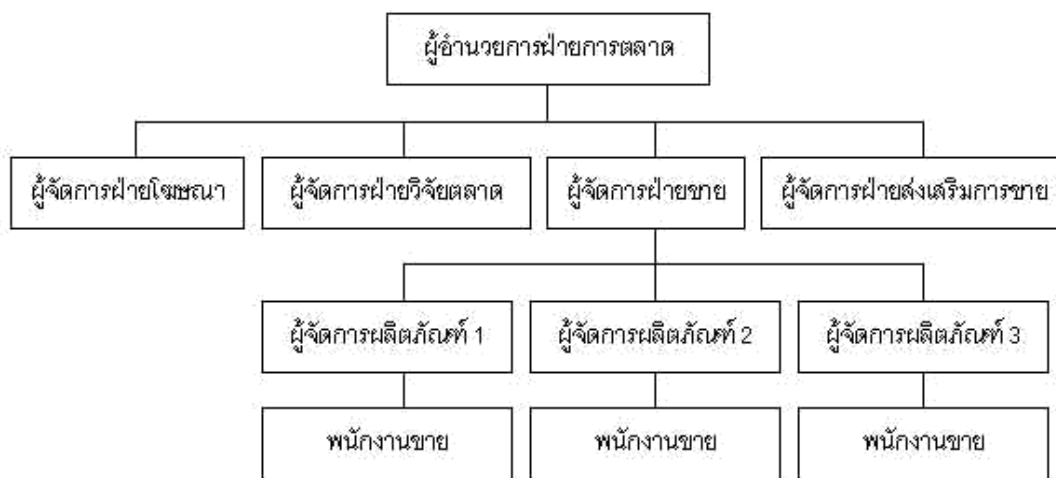 ผู้อำนวยการฝ่ายการตลาด
ผู้จัดการฝ่ายโฆษณา
ผู้จัดการฝ่ายวิจัยตลาด
ผู้จัดการฝ่ายขาย
ผู้จัดการฝ่ายส่งเสริมการขาย
ผู้จัดการผลิตภัณฑ์ 1
ผู้จัดการผลิตภัณฑ์ 2
ผู้จัดการผลิตภัณฑ์ 3
พนักงานขาย
พนักงานขาย
พนักงานขาย